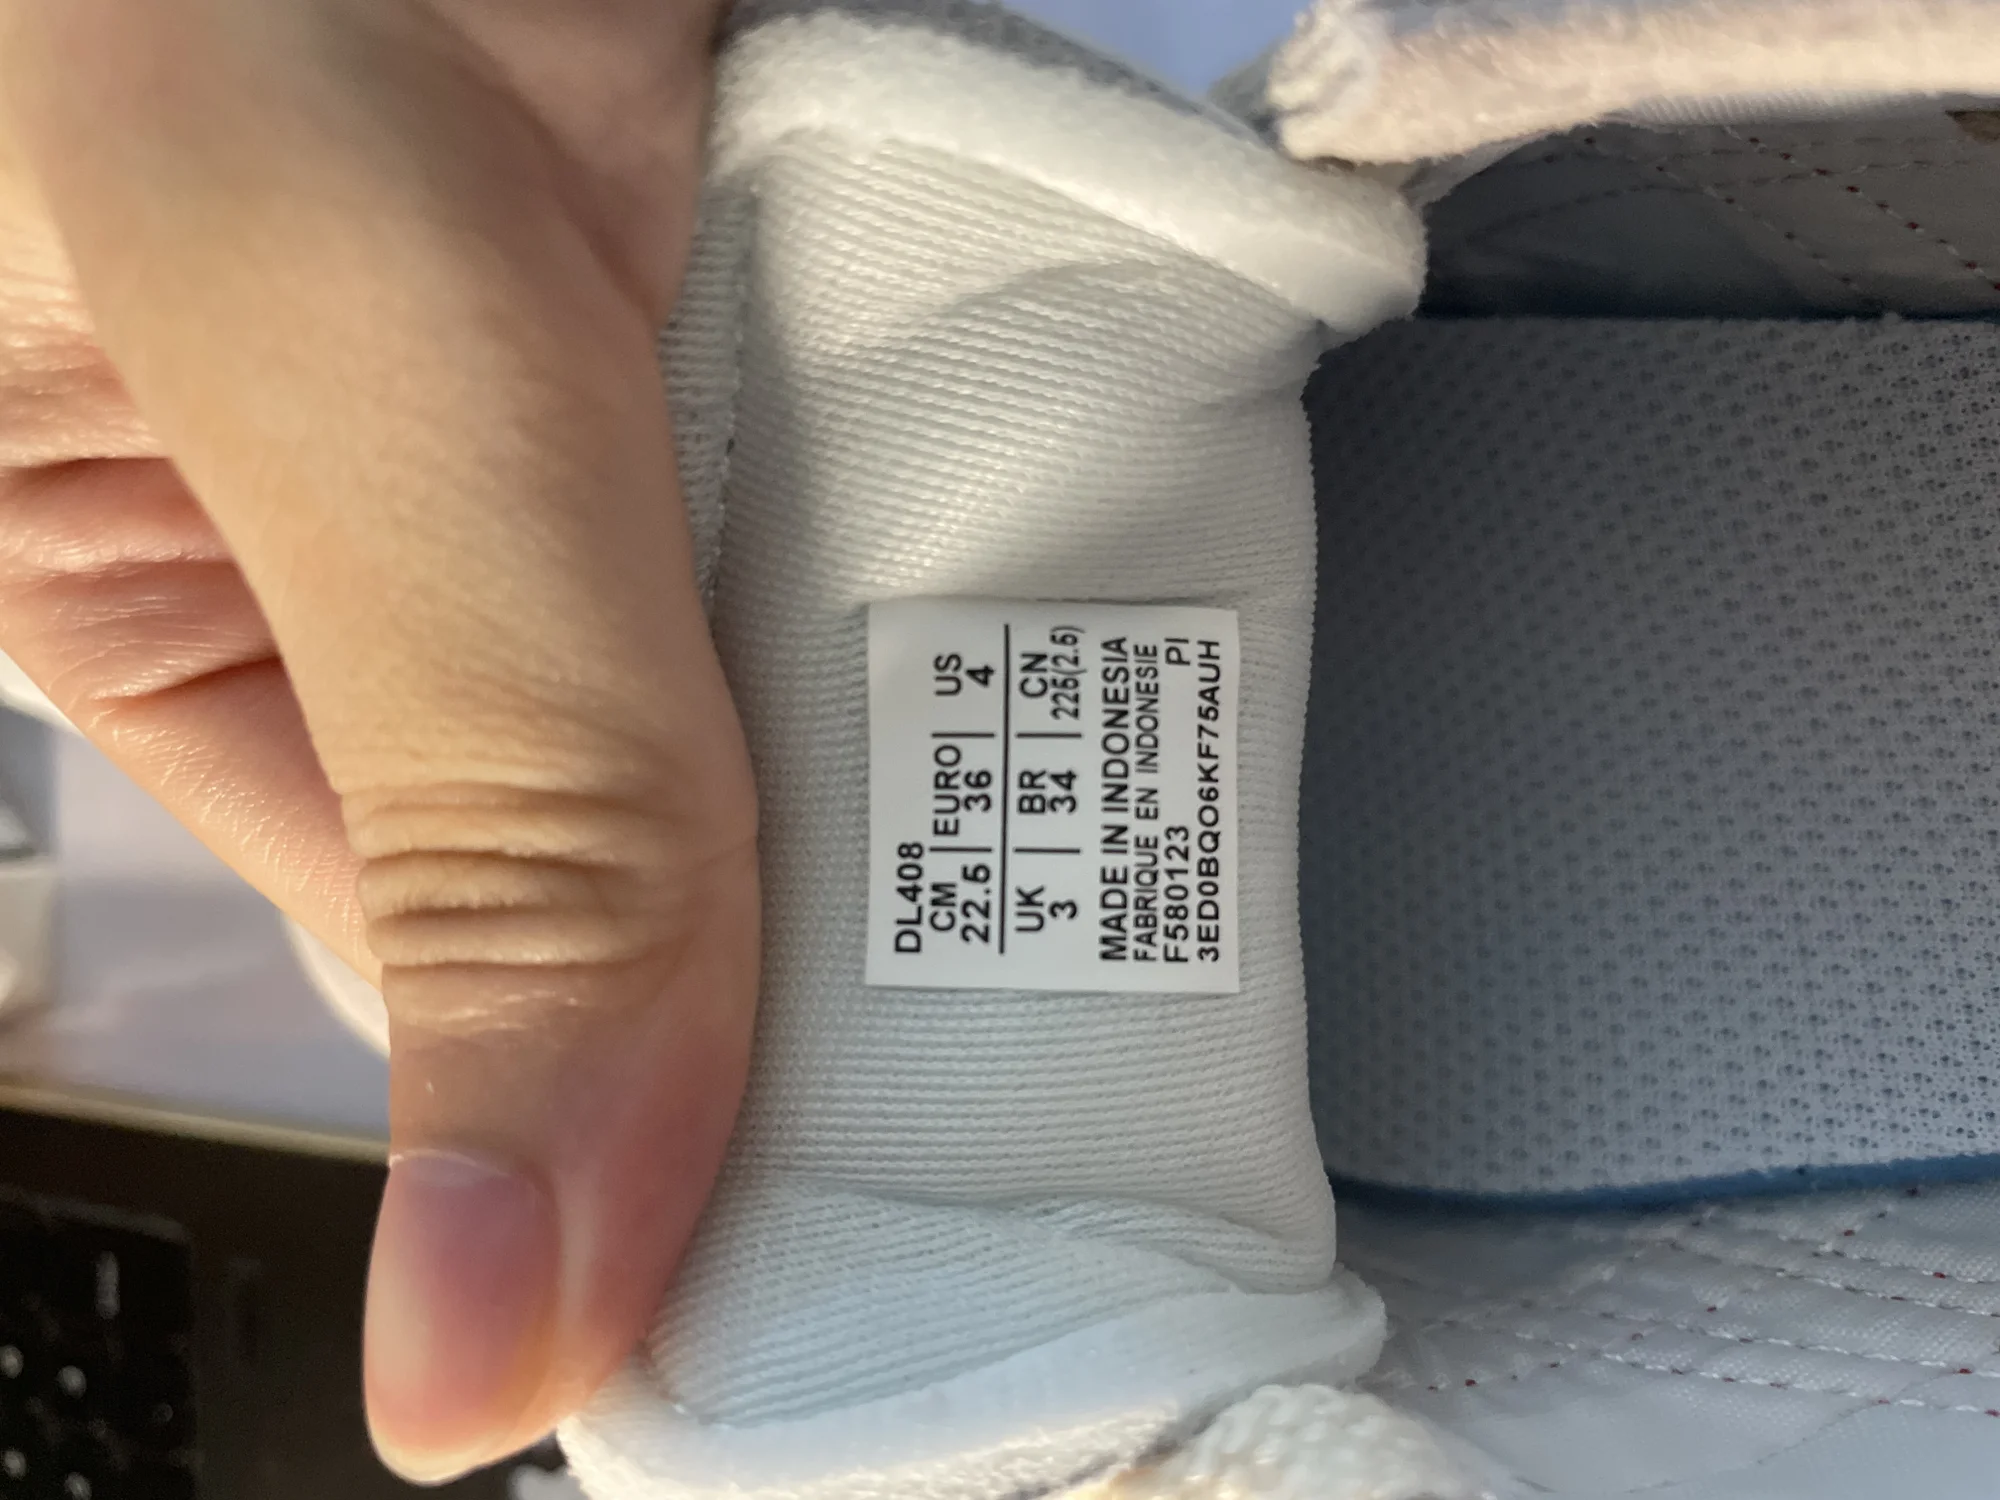 DL408
CM | EURO | US
22.5 | 36 | 4
UK | BR | CN
3 | 34 | 225(2.5)
MADE IN INDONESIA
FABRIQUE EN INDONESIE
F580123 PI
3ED0BQO6KF75AUH